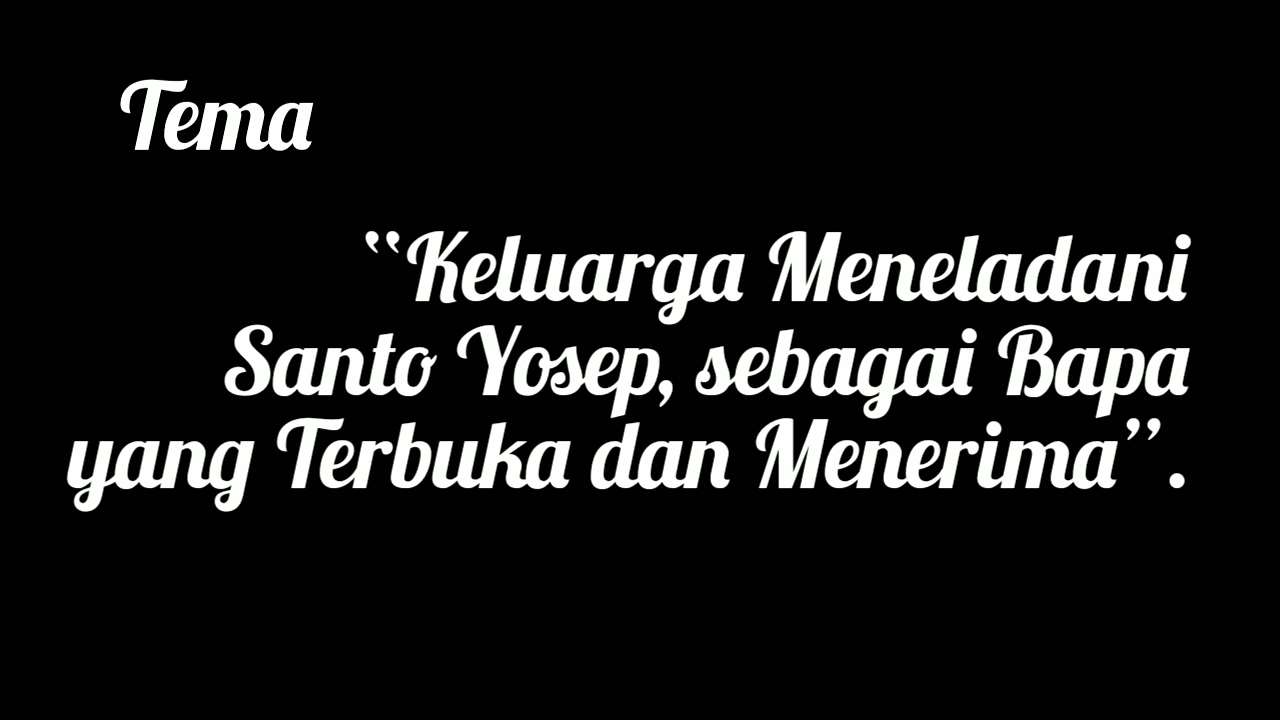 Tema
“Keluarga Meneladani
Santo Yosep, sebagai Bapa
yang Terbuka dan Menerima”.